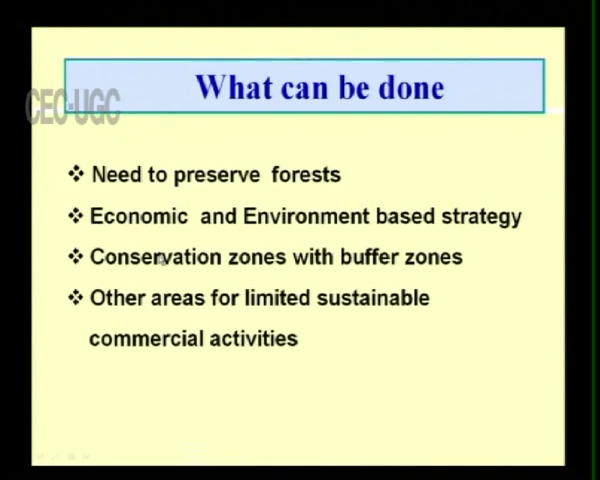 What can be done
CEC-UGC
❖ Need to preserve forests
❖ Economic and Environment based strategy
❖ Conservation zones with buffer zones
❖ Other areas for limited sustainable
commercial activities